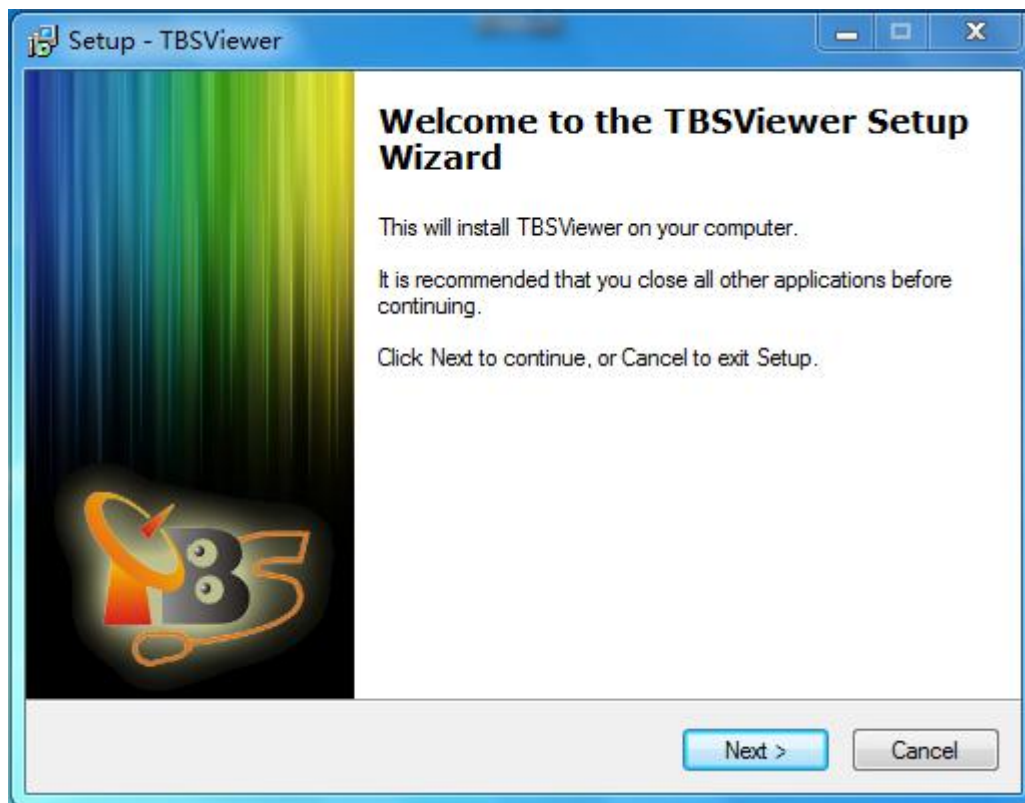 Setup - TBSViewer
Welcome to the TBSViewer Setup
Wizard
This will install TBSViewer on your computer.
It is recommended that you close all other applications before
continuing.
Click Next to continue, or Cancel to exit Setup.
TBS
Next >
Cancel